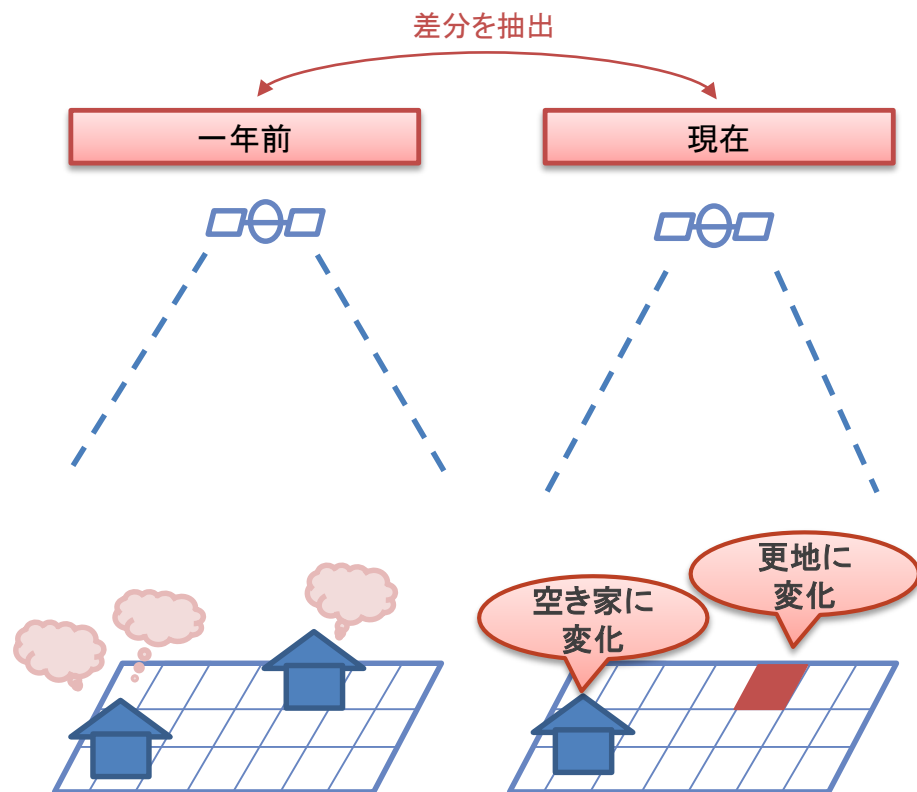 差分を抽出
一年前
現在
更地に
変化
空き家に
変化